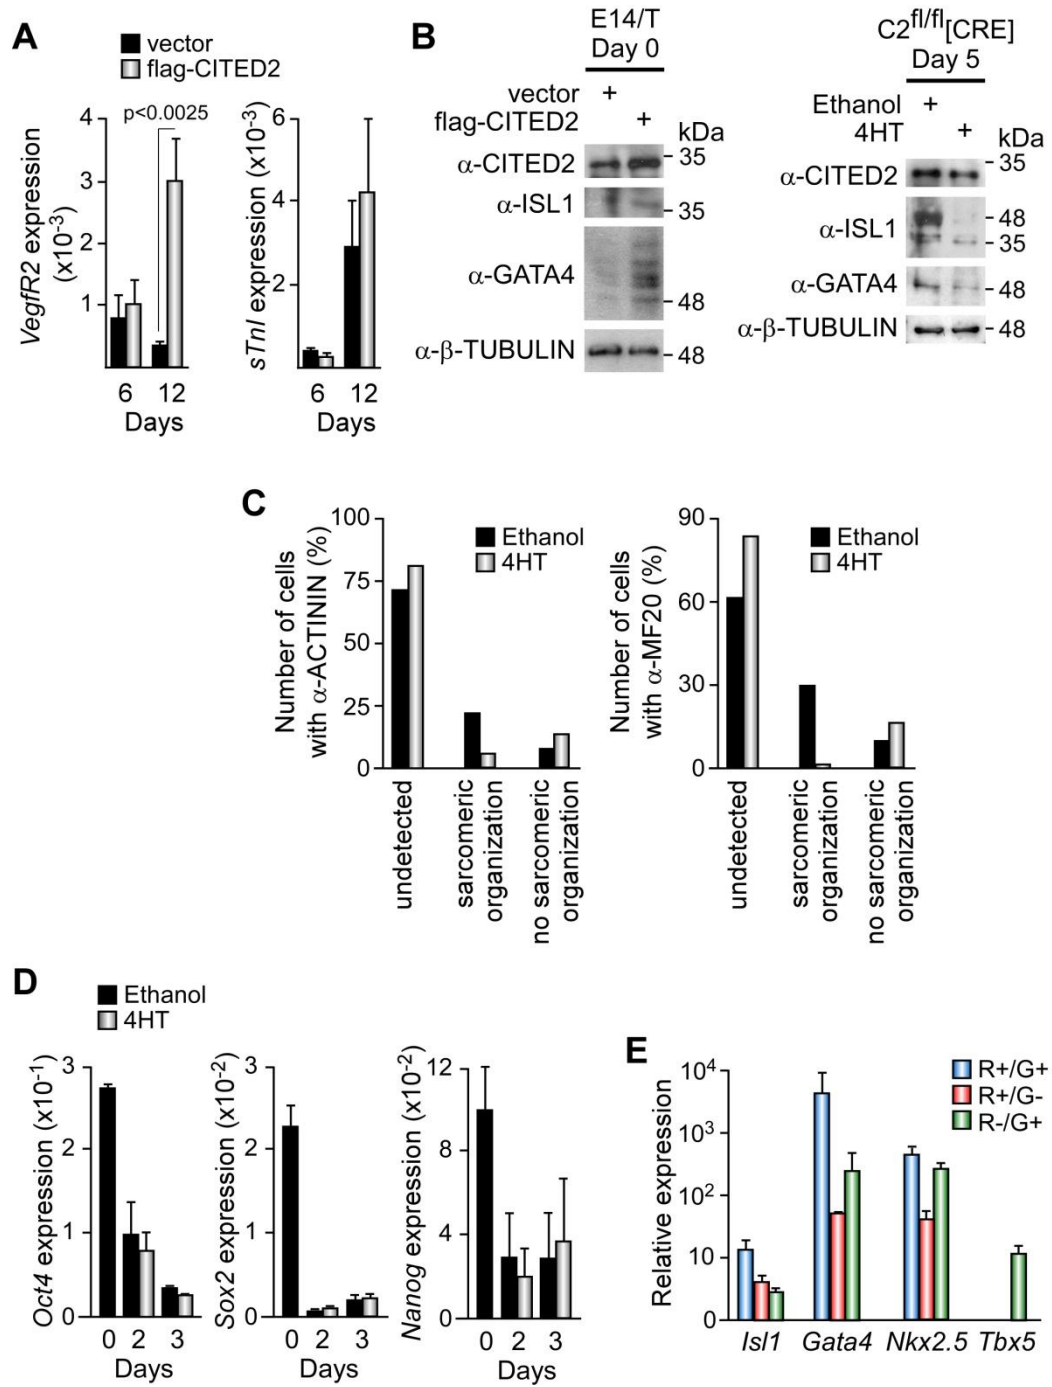 A
vector
flag-CITED2
VegfR2 expression
(x10-3)
4
3
2
1
p<0.0025
6 12
Days
sTnI expression (x10-3)
6
4
2
6 12
Days
B
E14/T
Day 0
vector +
flag-CITED2 +
kDa
α-CITED2
35
α-ISL1
35
α-GATA4
48
α-β-TUBULIN
48
C2fl/fl[CRE]
Day 5
Ethanol +
4HT +
kDa
α-CITED2
35
α-ISL1
48
35
α-GATA4
48
α-β-TUBULIN
48
C
Number of cells
with α-ACTININ (%)
100
75
50
25
0
Ethanol
4HT
undetected
sarcomeric
organization
no sarcomeric
organization
Number of cells
with α-MF20 (%)
90
60
30
0
Ethanol
4HT
undetected
sarcomeric
organization
no sarcomeric
organization
D
Ethanol
4HT
Oct4 expression (x10-1)
3
2
1
0
0 2 3
Days
Sox2 expression (x10-2)
3
2
1
0
0 2 3
Days
Nanog expression (x10-2)
12
8
4
0
0 2 3
Days
E
Relative expression
104
103
102
10
0
R+/G+
R+/G-
R-/G+
Isl1 Gata4 Nkx2.5 Tbx5